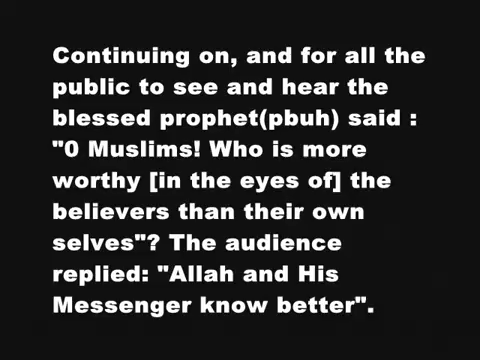 Continuing on, and for all the
public to see and hear the
blessed prophet(pbuh) said :
"0 Muslims! Who is more
worthy [in the eyes of] the
believers than their own
selves"? The audience
replied: "Allah and His
Messenger know better".